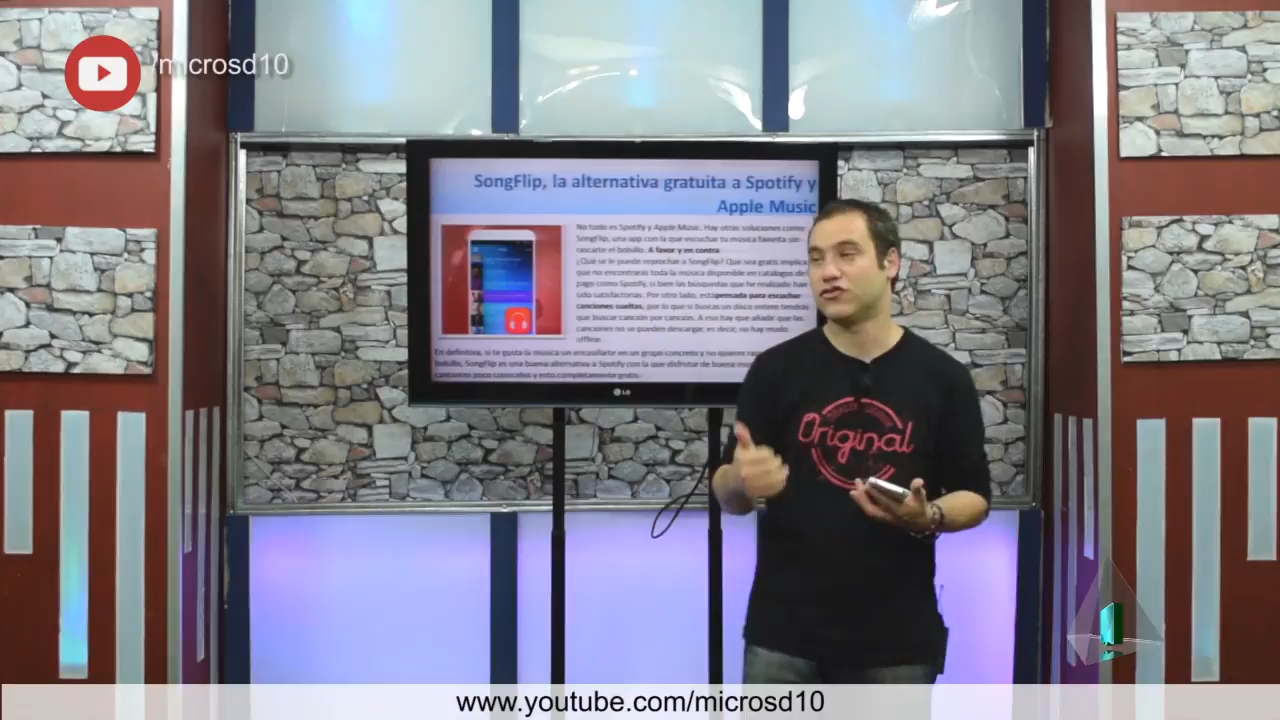 /microsd10
SongFlip, la alternativa gratuita a Spotify y
Apple Music
No todo es Spotify y Apple Music. Hay otras soluciones como
SongFlip, una app con la que escuchar tu música favorita sin
rascarte el bolsillo. A favor y en contra
¿Qué se le puede reprochar a SongFlip? Que sea gratis implica
que no encontrarás toda la música disponible en catálogos de
pago como Spotify, si bien las búsquedas que he realizado han
sido satisfactorias. Por otro lado, está pensada para escuchar
canciones sueltas, por lo que si buscas un disco entero tendrás
que buscar canción por canción. A eso hay que añadir que las
canciones no se pueden descargar, es decir, no hay modo
offline.
En definitiva, si te gusta la música sin encasillarte en un grupo concreto y no quieres
bolsillo, SongFlip es una buena alternativa a Spotify con la que disfrutar de buena
cantantes poco conocidos y esto completamente gratis.
LG
Original
www.youtube.com/microsd10